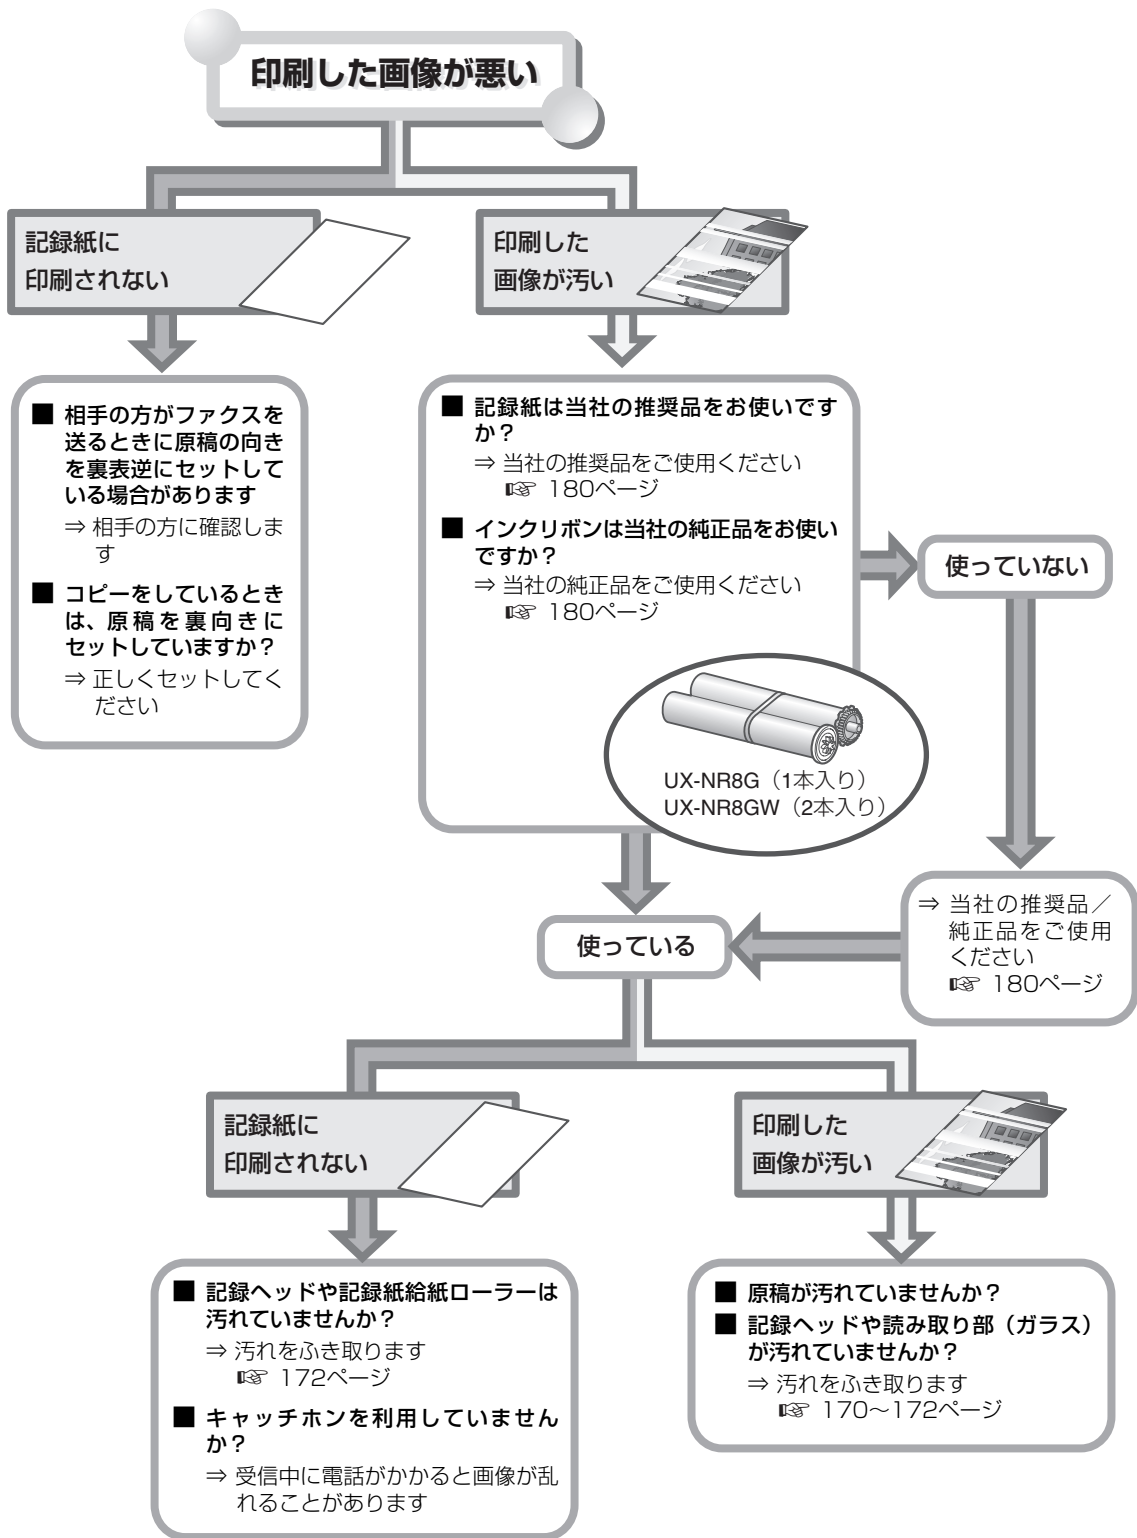 印刷した画像が悪い
記録紙に
印刷されない
印刷した
画像が汚い
■ 相手の方がファクスを
送るときに原稿の向き
を裏表逆にセットして
いる場合があります
⇒ 相手の方に確認しま
す
■ コピーをしているとき
は、原稿を裏向きに
セットしていますか？
⇒ 正しくセットしてく
ださい
■ 記録紙は当社の推奨品をお使いです
か？
⇒ 当社の推奨品をご使用ください
☞ 180ページ
■ インクリボンは当社の純正品をお使い
ですか？
⇒ 当社の純正品をご使用ください
☞ 180ページ
UX-NR8G（1本入り）
UX-NR8GW（2本入り）
使っていない
⇒ 当社の推奨品／
純正品をご使用
ください
☞ 180ページ
使っている
記録紙に
印刷されない
印刷した
画像が汚い
■ 記録ヘッドや記録紙給紙ローラーは
汚れていませんか？
⇒ 汚れをふき取ります
☞ 172ページ
■ キャッチホンを利用していません
か？
⇒ 受信中に電話がかかると画像が乱
れることがあります
■ 原稿が汚れていませんか？
■ 記録ヘッドや読み取り部（ガラス）
が汚れていませんか？
⇒ 汚れをふき取ります
☞ 170〜172ページ